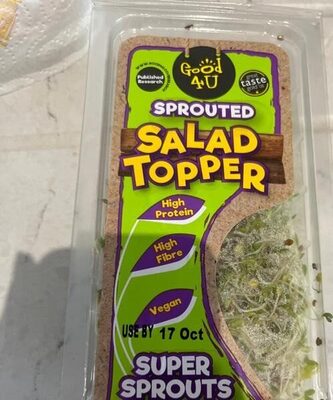 Good
4U
Published
Research
great
taste
SPROUTED
SALAD
TOPPER
High
Protein
High
Fibre
Vegan
USE BY 17 Oct
SUPER
SPROUTS